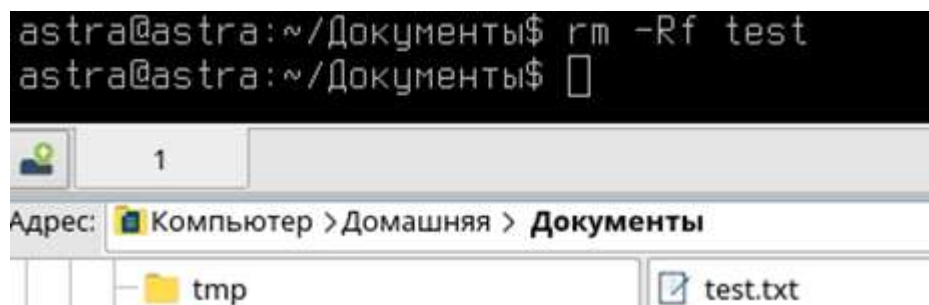 astra@astra:~/Документы$ rm -Rf test
astra@astra:~/Документы$
1
Адрес: Компьютер >Домашняя > Документы
tmp test.txt